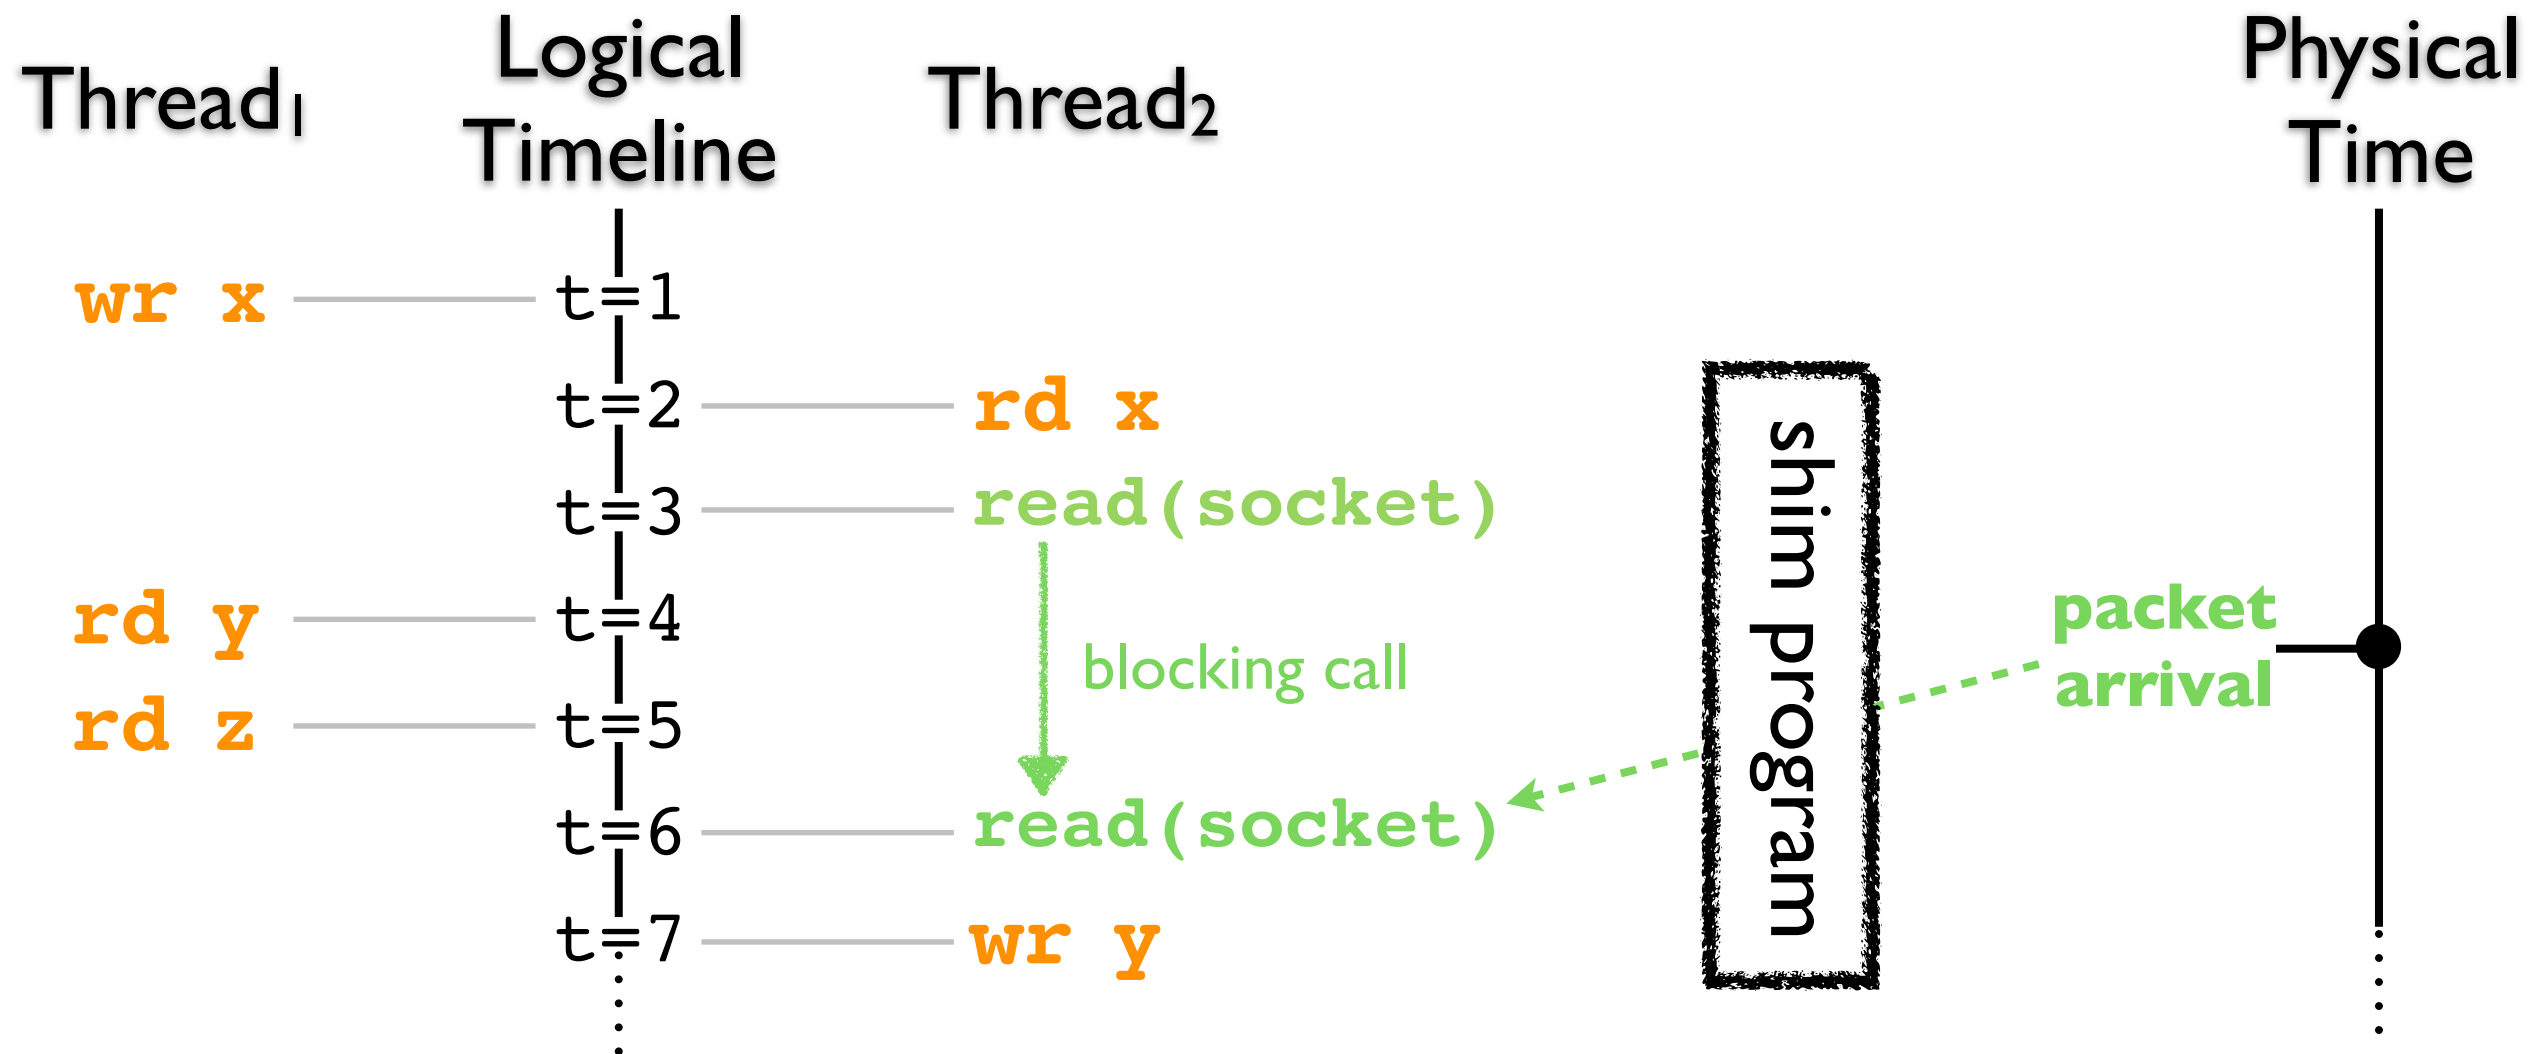 Thread1
Logical
Timeline
Thread2
Physical
Time
wr x
t=1
t=2
rd x
t=3
read(socket)
rd y
t=4
blocking call
rd z
t=5
t=6
read(socket)
t=7
wr y
shim program
packet
arrival